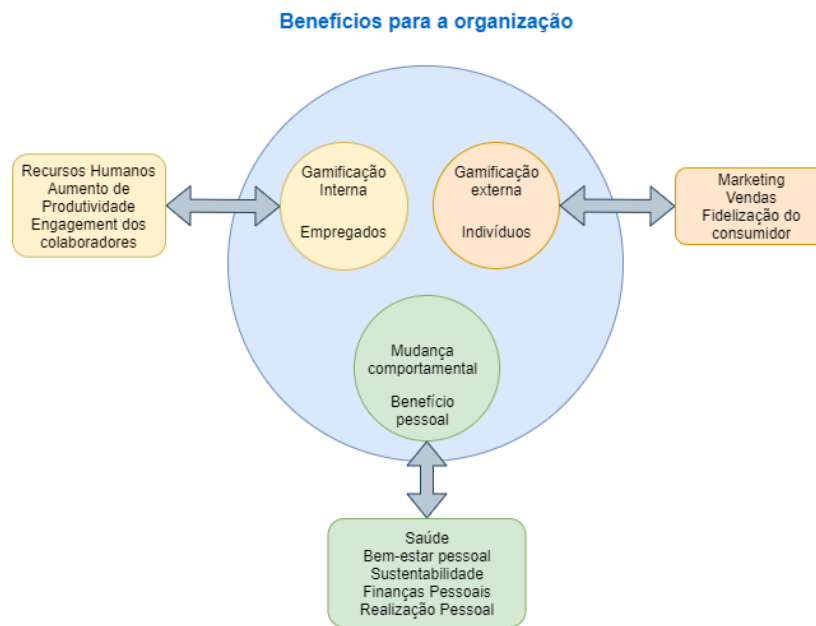 Benefícios para a organização
Recursos Humanos
Aumento de
Produtividade
Engagement dos
colaboradores
Gamificação
Interna
Empregados
Gamificação
externa
Indivíduos
Marketing
Vendas
Fidelização do
consumidor
Mudança
comportamental
Benefício
pessoal
Saúde
Bem-estar pessoal
Sustentabilidade
Finanças Pessoais
Realização Pessoal